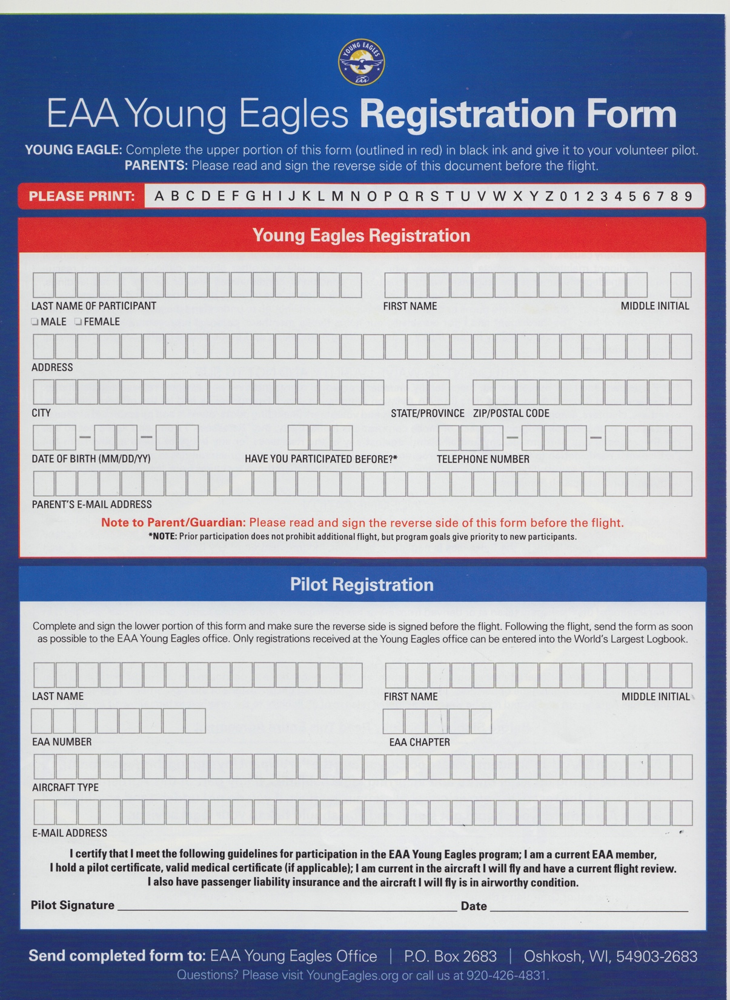 YOUNG EAGLES
EAA
EAA Young Eagles Registration Form
YOUNG EAGLE: Complete the upper portion of this form (outlined in red) in black ink and give it to your volunteer pilot.
PARENTS: Please read and sign the reverse side of this document before the flight.
PLEASE PRINT: A B C D E F G H I J K L M N O P Q R S T U V W X Y Z 0 1 2 3 4 5 6 7 8 9
Young Eagles Registration
LAST NAME OF PARTICIPANT FIRST NAME MIDDLE INITIAL
MALE FEMALE
ADDRESS
CITY STATE/PROVINCE ZIP/POSTAL CODE
DATE OF BIRTH (MM/DD/YY) HAVE YOU PARTICIPATED BEFORE?* TELEPHONE NUMBER
PARENT'S E-MAIL ADDRESS
Note to Parent/Guardian: Please read and sign the reverse side of this form before the flight.
*NOTE: Prior participation does not prohibit additional flight, but program goals give priority to new participants.
Pilot Registration
Complete and sign the lower portion of this form and make sure the reverse side is signed before the flight. Following the flight, send the form as soon
as possible to the EAA Young Eagles office. Only registrations received at the Young Eagles office can be entered into the World's Largest Logbook.
LAST NAME FIRST NAME MIDDLE INITIAL
EAA NUMBER EAA CHAPTER
AIRCRAFT TYPE
E-MAIL ADDRESS
I certify that I meet the following guidelines for participation in the EAA Young Eagles program; I am a current EAA member,
I hold a pilot certificate, valid medical certificate (if applicable); I am current in the aircraft I will fly and have a current flight review.
I also have passenger liability insurance and the aircraft I will fly is in airworthy condition.
Pilot Signature Date
Send completed form to: EAA Young Eagles Office | P.O. Box 2683 | Oshkosh, WI, 54903-2683
Questions? Please visit YoungEagles.org or call us at 920-426-4831.